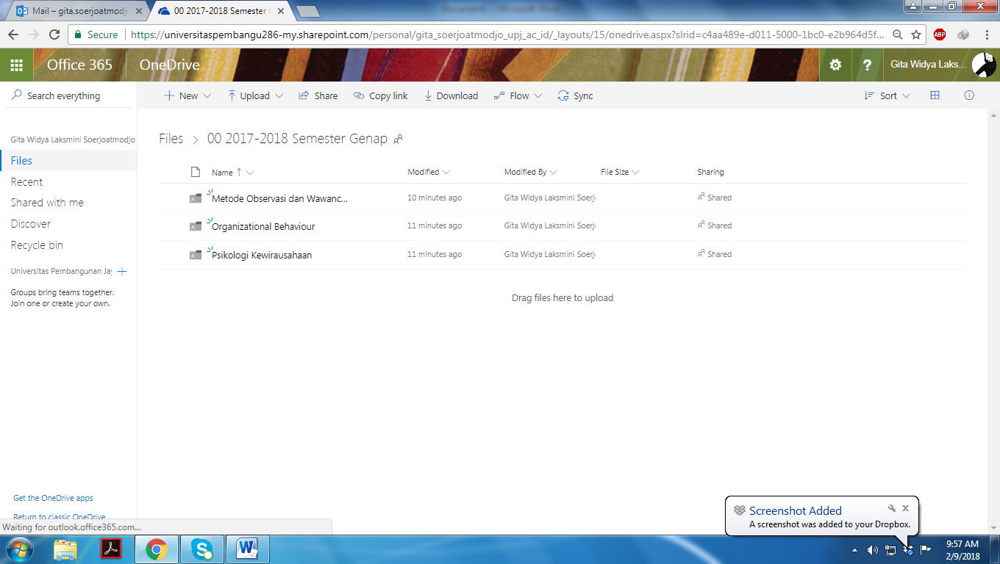 Mail – gita.soerjoatmodjo
00 2017-2018 Semester G
Secure
https://universitaspembangu286-my.sharepoint.com/personal/gita_soerjoatmodjo_upj_ac_id/_layouts/15/onedrive.aspx?slrid=c4aa489e-d011-5000-1bc0-e2b964d5f...
ABP
Office 365
OneDrive
?
Gita Widya Laks...
Search everything
New
Upload
Share
Copy link
Download
Flow
Sync
Sort
Gita Widya Laksmini Soerjoatmodjo
Files
Recent
Shared with me
Discover
Recycle bin
Universitas Pembangunan Jay
Groups bring teams together.
Join one or create your own.
Files > 00 2017-2018 Semester Genap
Name ↑ Modified Modified By File Size Sharing
Metode Observasi dan Wawanc... 10 minutes ago Gita Widya Laksmini Soerj Shared
Organizational Behaviour 11 minutes ago Gita Widya Laksmini Soerj Shared
Psikologi Kewirausahaan 11 minutes ago Gita Widya Laksmini Soerj Shared
Drag files here to upload
Get the OneDrive apps
Return to classic OneDrive
Waiting for outlook.office365.com...
Screenshot Added
A screenshot was added to your Dropbox.
9:57 AM
2/9/2018